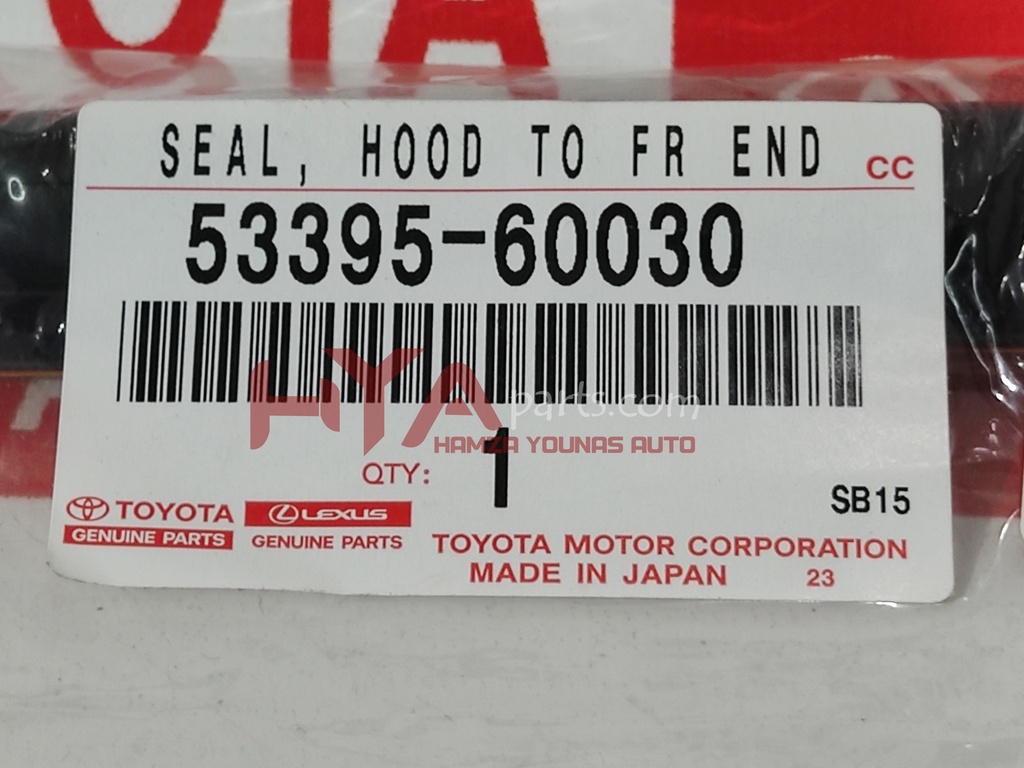 TOYOTA
SEAL, HOOD TO FR END CC
53395-60030
HYAparts.com
HAMZA YOUNAS AUTO
QTY: 1
SB15
TOYOTA LEXUS
GENUINE PARTS GENUINE PARTS
TOYOTA MOTOR CORPORATION
MADE IN JAPAN 23